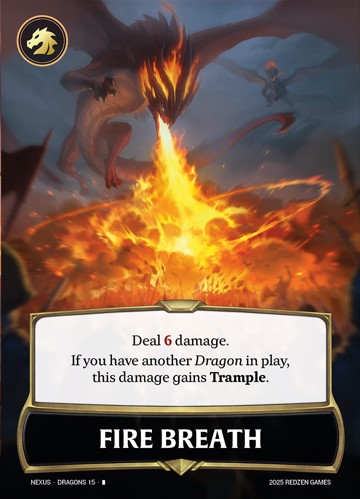 Deal 6 damage.
If you have another Dragon in play,
this damage gains Trample.
FIRE BREATH
NEXUS · DRAGONS 15 ·
2025 REDZEN GAMES